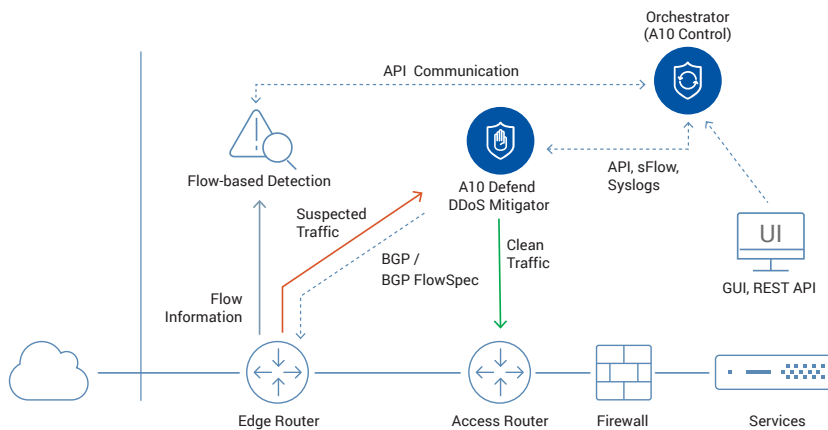 Orchestrator
(A10 Control)
API Communication
Flow-based Detection
A10 Defend
DDoS Mitigator
API, sFlow,
Syslogs
Suspected
Traffic
BGP /
BGP FlowSpec
Clean
Traffic
UI
GUI, REST API
Flow
Information
Edge Router
Access Router
Firewall
Services